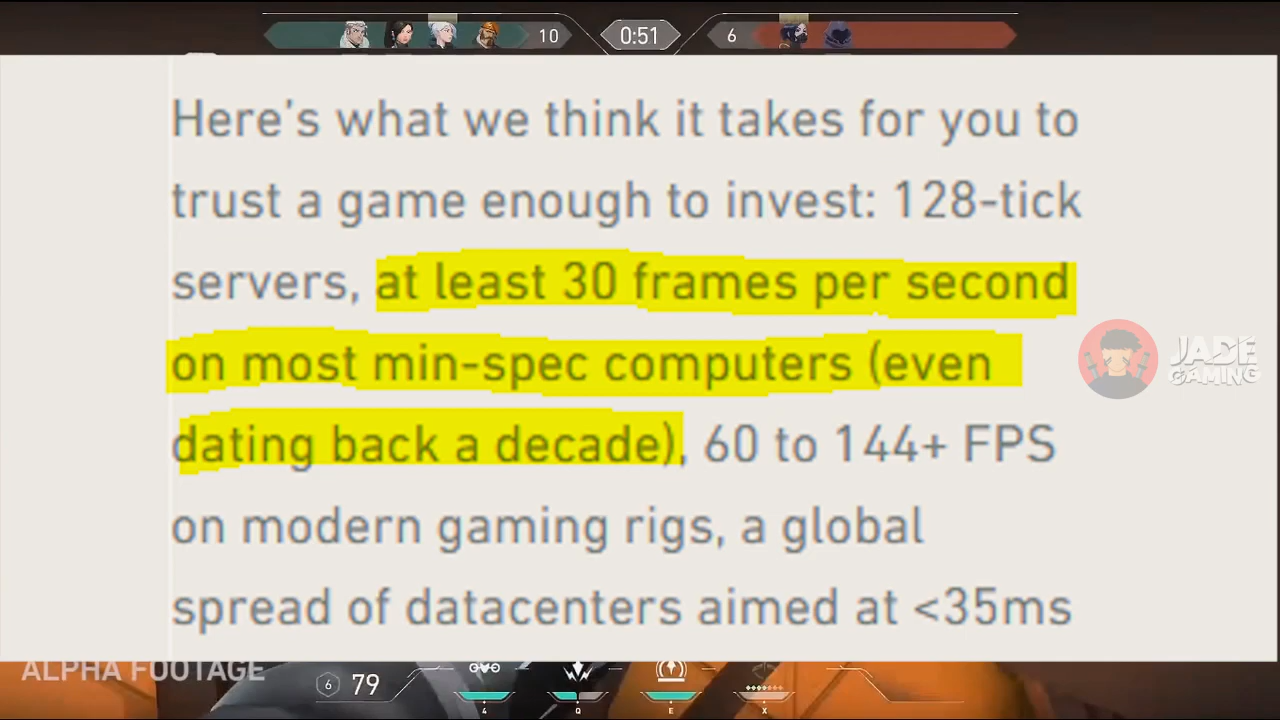 10 0:51 6
Here's what we think it takes for you to
trust a game enough to invest: 128-tick
servers, at least 30 frames per second
on most min-spec computers (even
dating back a decade), 60 to 144+ FPS
on modern gaming rigs, a global
spread of datacenters aimed at <35ms
JADE
GAMING
ALPHA FOOTAGE
6 79
4 Q E X